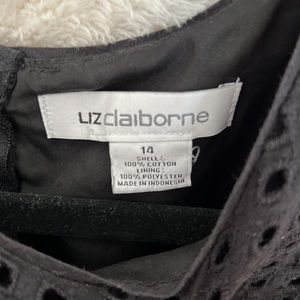 Lizclaiborne
14
SHELL:
100% COTTON
LINING:
100% POLYESTER
MADE IN INDONESIA